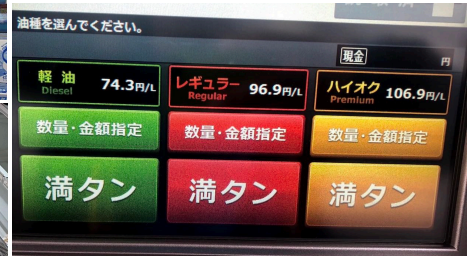 油種を選んでください。
現金 円
軽油 Diesel 74.3円/L
レギュラー Regular 96.9円/L
ハイオク Premium 106.9円/L
数量・金額指定 数量・金額指定 数量・金額指定
満タン 満タン 満タン